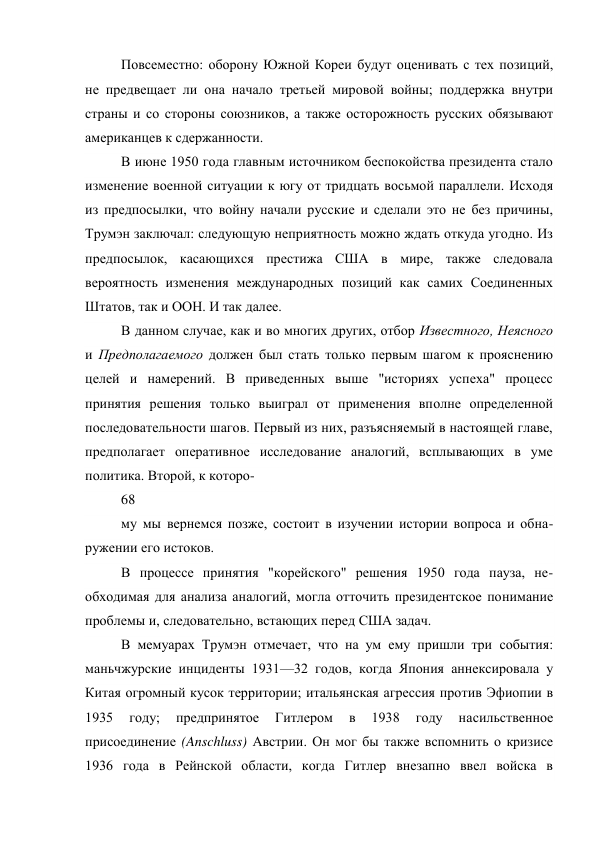 Повсеместно: оборону Южной Кореи будут оценивать с тех позиций,
не предвещает ли она начало третьей мировой войны; поддержка внутри
страны и со стороны союзников, а также осторожность русских обязывают
американцев к сдержанности.
В июне 1950 года главным источником беспокойства президента стало
изменение военной ситуации к югу от тридцать восьмой параллели. Исходя
из предпосылки, что войну начали русские и сделали это не без причины,
Трумэн заключал: следующую неприятность можно ждать откуда угодно. Из
предпосылок, касающихся престижа США в мире, также следовала
вероятность изменения международных позиций как самих Соединенных
Штатов, так и ООН. И так далее.
В данном случае, как и во многих других, отбор Известного, Неясного
и Предполагаемого должен был стать только первым шагом к прояснению
целей и намерений. В приведенных выше "историях успеха" процесс
принятия решения только выиграл от применения вполне определенной
последовательности шагов. Первый из них, разъясняемый в настоящей главе,
предполагает оперативное исследование аналогий, всплывающих в уме
политика. Второй, к которо-
68
му мы вернемся позже, состоит в изучении истории вопроса и обна-
ружении его истоков.
В процессе принятия "корейского" решения 1950 года пауза, не-
обходимая для анализа аналогий, могла отточить президентское понимание
проблемы и, следовательно, встающих перед США задач.
В мемуарах Трумэн отмечает, что на ум ему пришли три события:
маньчжурские инциденты 1931—32 годов, когда Япония аннексировала у
Китая огромный кусок территории; итальянская агрессия против Эфиопии в
1935 году; предпринятое Гитлером в 1938 году насильственное
присоединение (Anschluss) Австрии. Он мог бы также вспомнить о кризисе
1936 года в Рейнской области, когда Гитлер внезапно ввел войска в